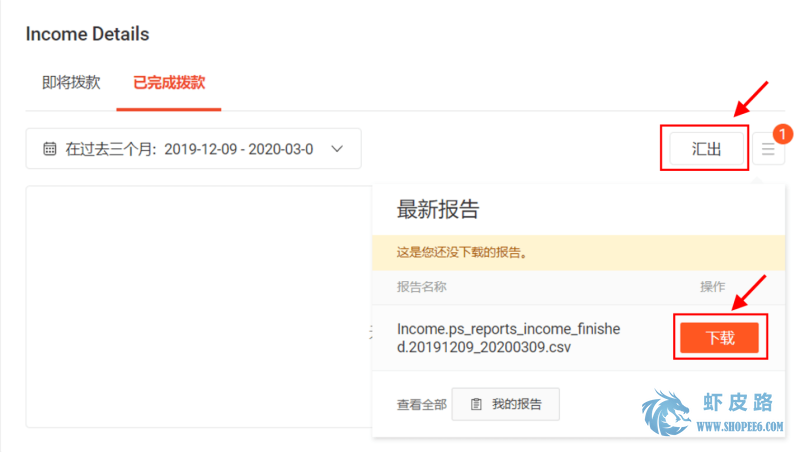 Income Details
即将拨款 已完成拨款
在过去三个月: 2019-12-09 - 2020-03-0
汇出
1
最新报告
这是您还没下载的报告。
报告名称 操作
Income.ps_reports_income_finishe
d.20191209_20200309.csv
下载
查看全部 我的报告
虾皮路
WWW.SHOPEE6.COM